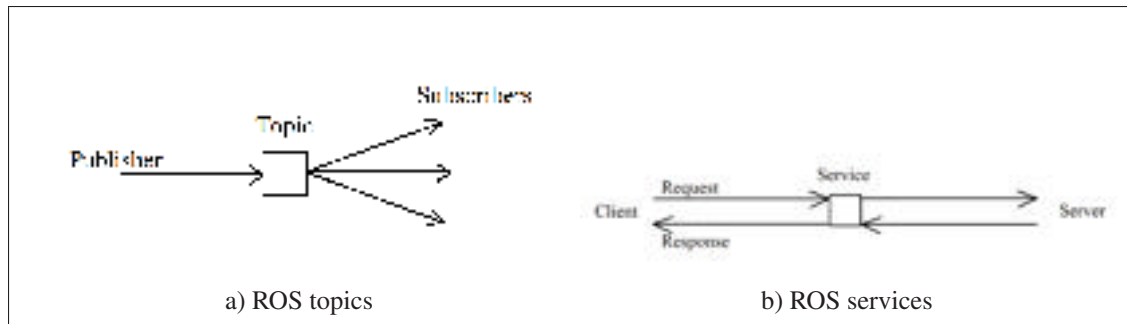 Subscribers
Topic
Publisher
a) ROS topics
Service
Request
Client
Server
Response
b) ROS services